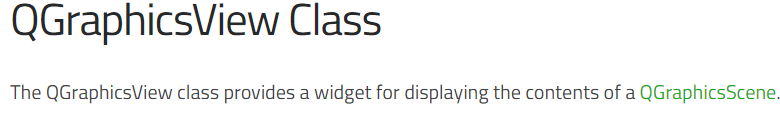 QGraphicsView Class
The QGraphicsView class provides a widget for displaying the contents of a QGraphicsScene.